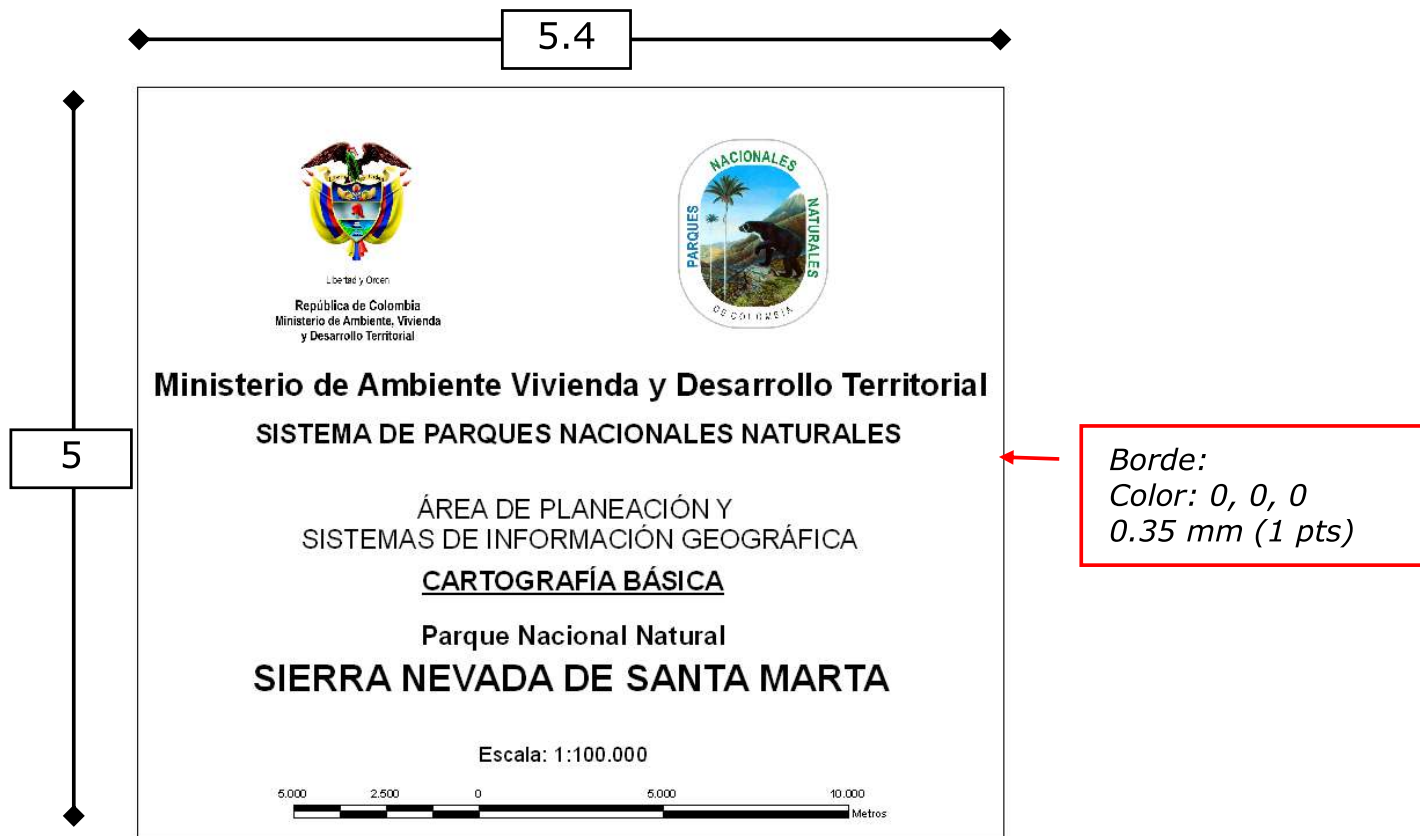 5.4
5
NACIONALES
PARQUES
NATURALES
DE COLOMBIA
Libertad y Orden
República de Colombia
Ministerio de Ambiente, Vivienda
y Desarrollo Territorial
Ministerio de Ambiente Vivienda y Desarrollo Territorial
SISTEMA DE PARQUES NACIONALES NATURALES
ÁREA DE PLANEACIÓN Y
SISTEMAS DE INFORMACIÓN GEOGRÁFICA
CARTOGRAFÍA BÁSICA
Parque Nacional Natural
SIERRA NEVADA DE SANTA MARTA
Escala: 1:100.000
5.000 2.500 0 5.000 10.000
Metros
Borde:
Color: 0, 0, 0
0.35 mm (1 pts)